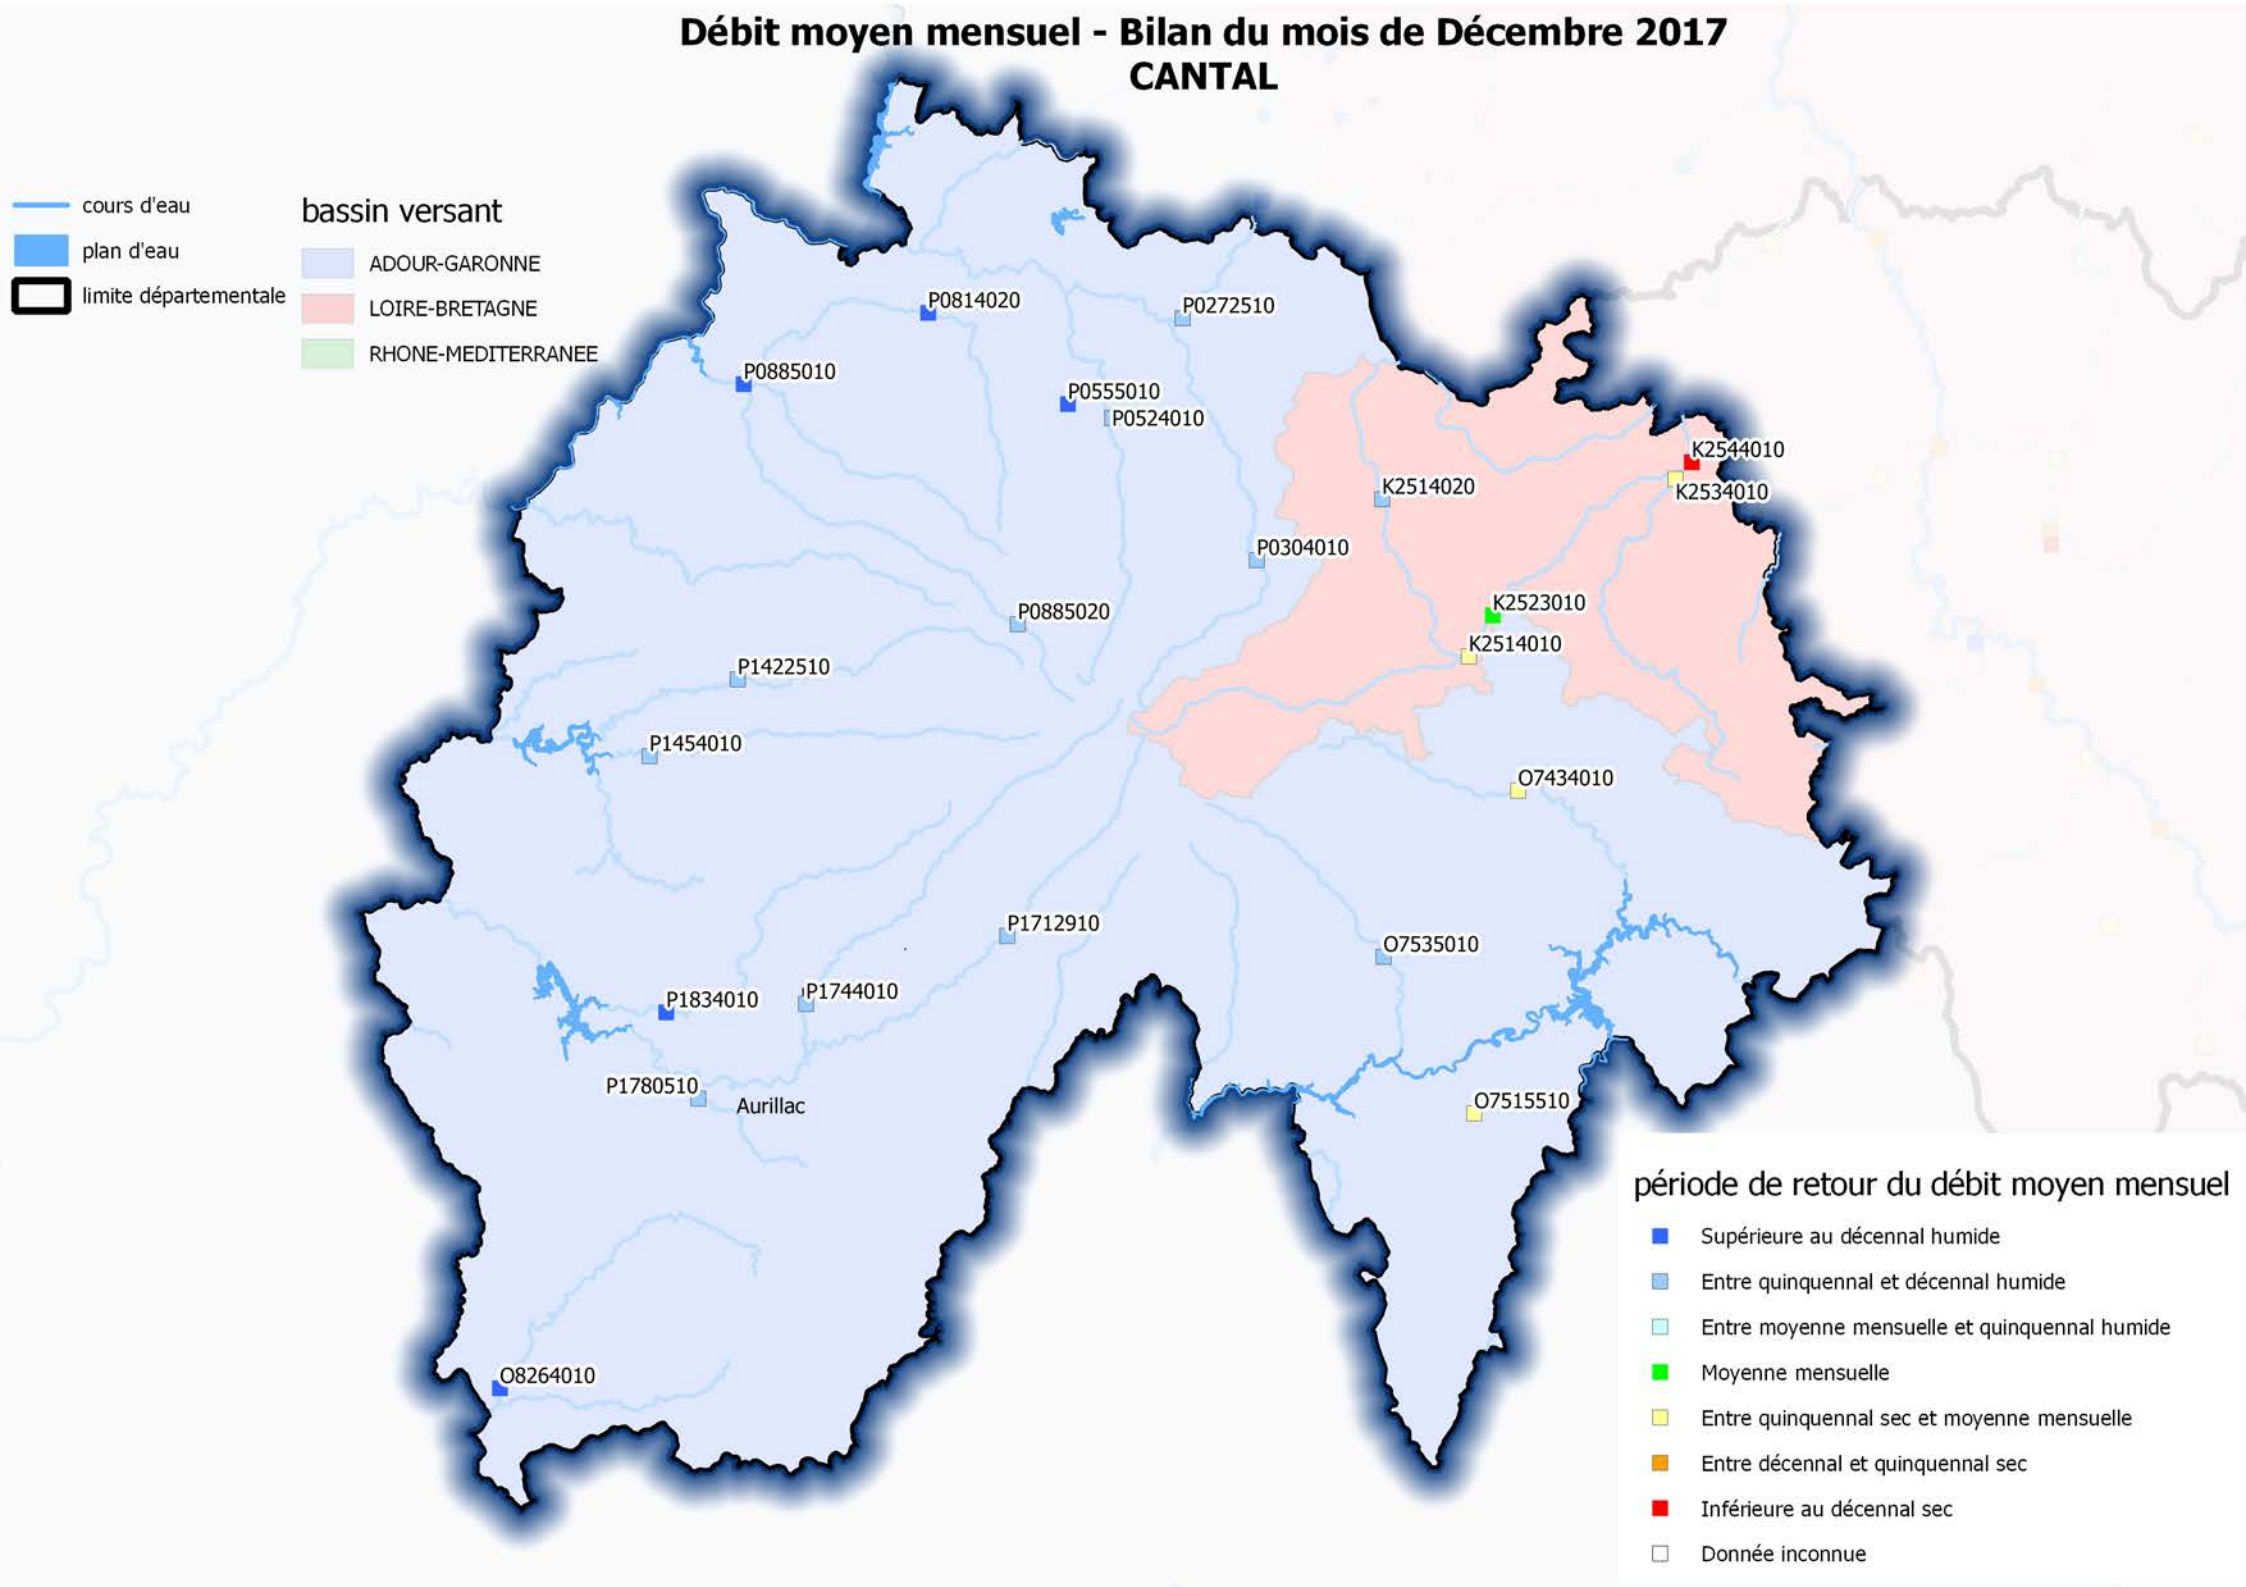 Débit moyen mensuel - Bilan du mois de Décembre 2017
CANTAL
cours d'eau
plan d'eau
limite départementale
bassin versant
ADOUR-GARONNE
LOIRE-BRETAGNE
RHONE-MEDITERRANEE
P0814020
P0272510
P0885010
P0555010
P0524010
K2544010
K2514020
K2534010
P0304010
K2523010
P0885020
K2514010
P1422510
P1454010
O7434010
P1712910
O7535010
P1834010
P1744010
P1780510
Aurillac
O7515510
O8264010
période de retour du débit moyen mensuel
Supérieure au décennal humide
Entre quinquennal et décennal humide
Entre moyenne mensuelle et quinquennal humide
Moyenne mensuelle
Entre quinquennal sec et moyenne mensuelle
Entre décennal et quinquennal sec
Inférieure au décennal sec
Donnée inconnue